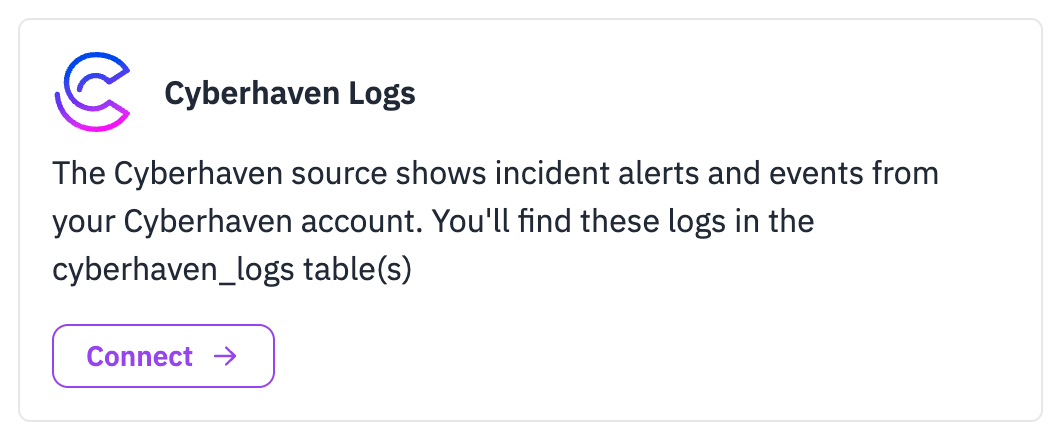 Cyberhaven Logs
The Cyberhaven source shows incident alerts and events from
your Cyberhaven account. You'll find these logs in the
cyberhaven_logs table(s)
Connect →